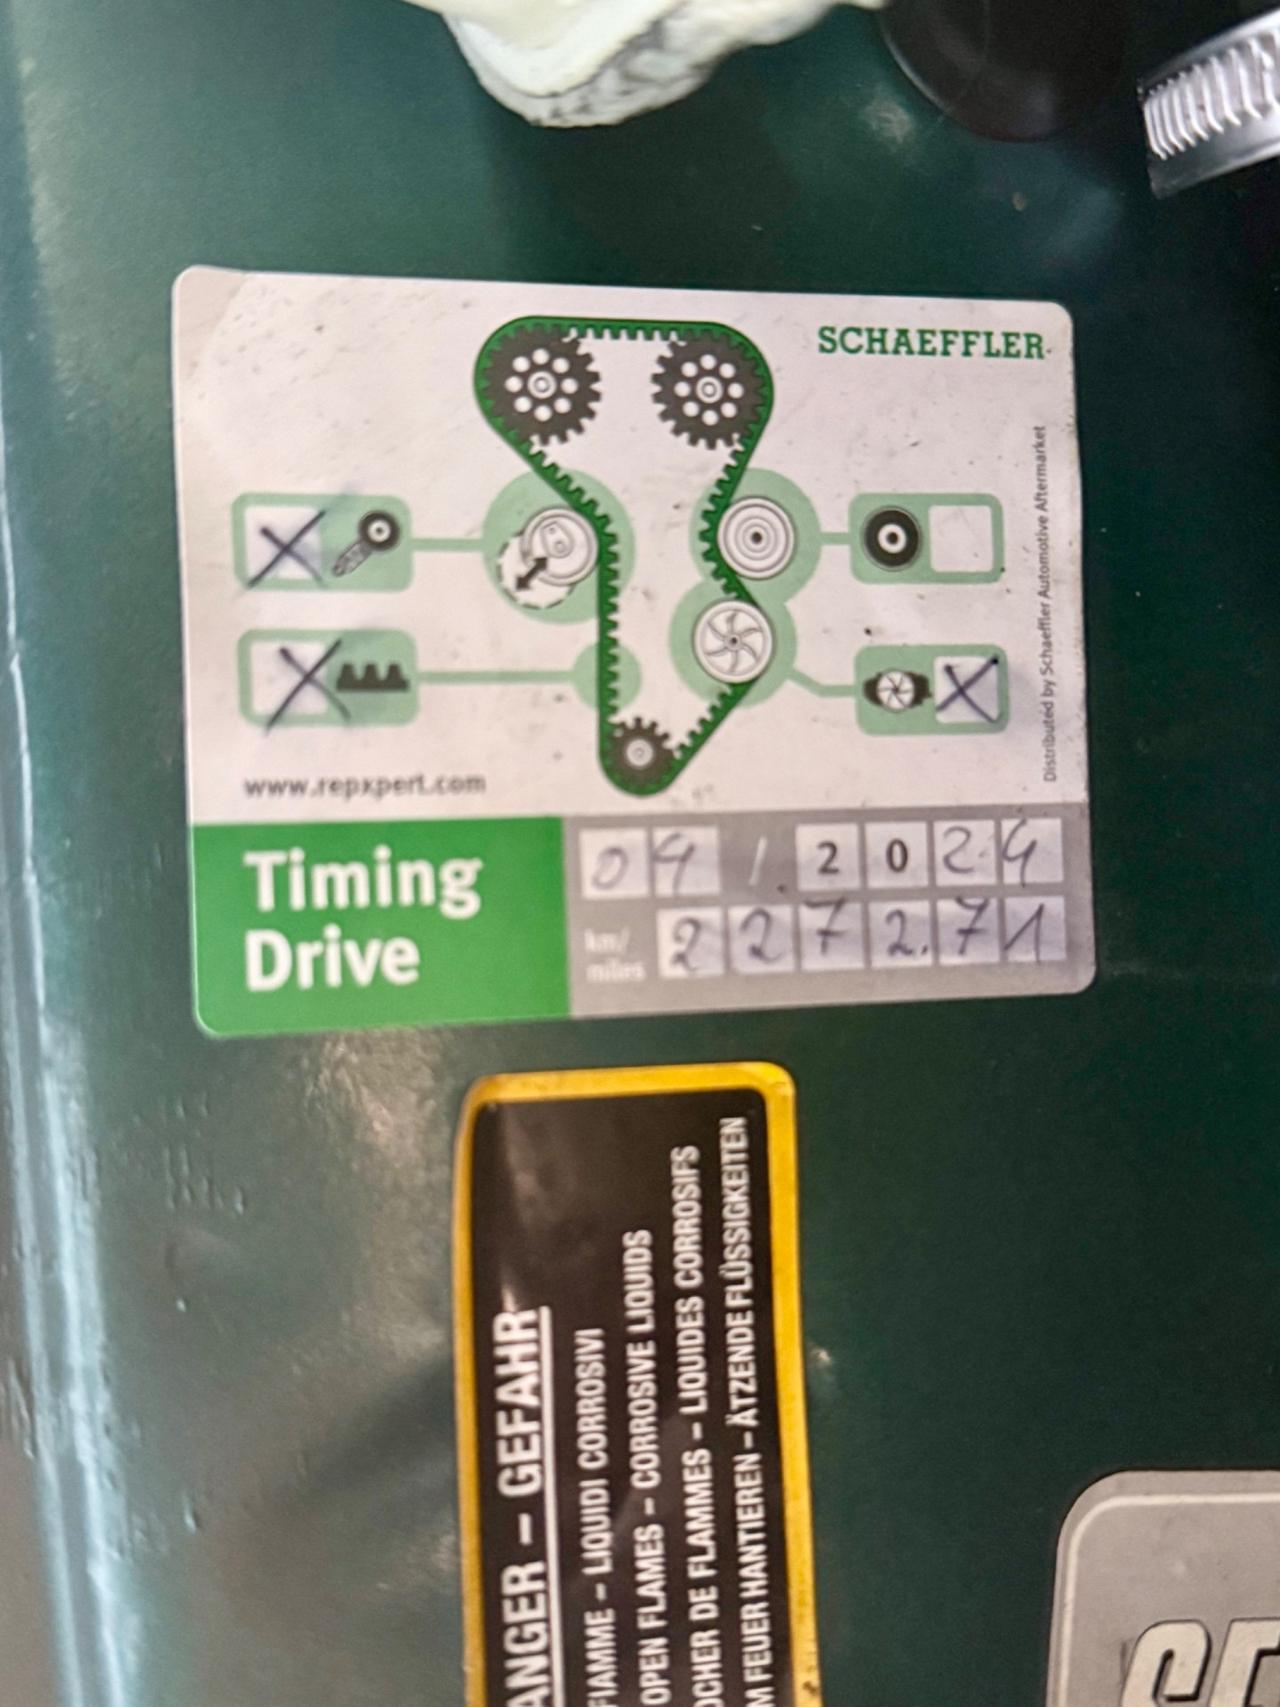 SCHAEFFLER
Distributed by Schaeffler Automotive Aftermarket
www.repxpert.com
Timing
Drive
04 / 2024
km/
miles
227271
ANGER – GEFAHR
FIAMME – LIQUIDI CORROSIVI
OPEN FLAMES – CORROSIVE LIQUIDS
OCHER DE FLAMMES – LIQUIDES CORROSIFS
M FEUER HANTIEREN – ÄTZENDE FLÜSSIGKEITEN